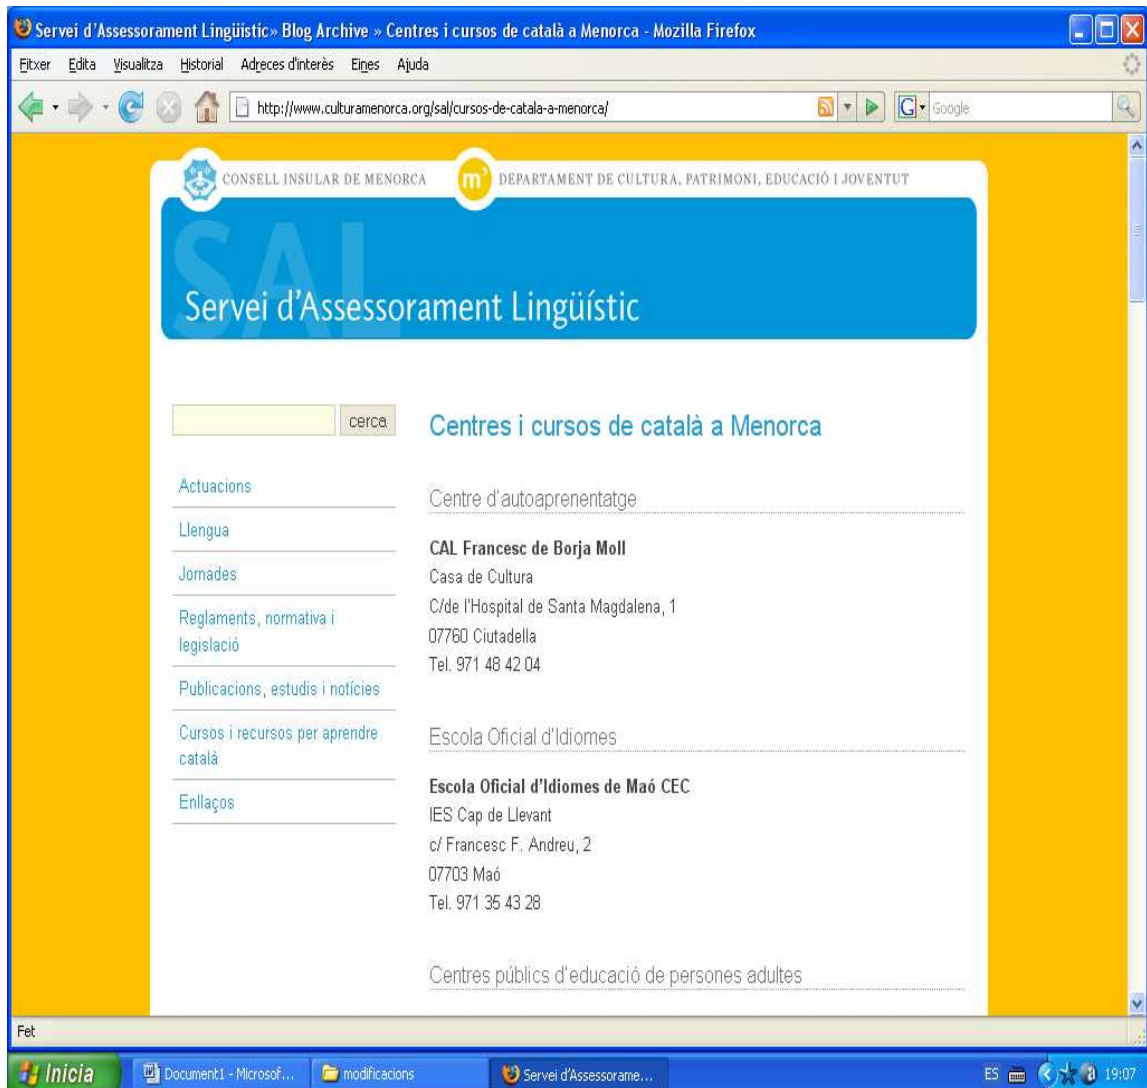 Servei d'Assessorament Lingüístic» Blog Archive » Centres i cursos de català a Menorca - Mozilla Firefox
Fitxer Edita Visualitza Historial Adreces d'interès Eines Ajuda
http://www.culturamenorca.org/sal/cursos-de-catala-a-menorca/
G Google
CONSELL INSULAR DE MENORCA
m³ DEPARTAMENT DE CULTURA, PATRIMONI, EDUCACIÓ I JOVENTUT
SAL
Servei d'Assessorament Lingüístic
cerca
Actuacions
Llengua
Jornades
Reglaments, normativa i
legislació
Publicacions, estudis i notícies
Cursos i recursos per aprendre
català
Enllaços
Centres i cursos de català a Menorca
Centre d'autoaprenentatge
CAL Francesc de Borja Moll
Casa de Cultura
C/de l'Hospital de Santa Magdalena, 1
07760 Ciutadella
Tel. 971 48 42 04
Escola Oficial d'Idiomes
Escola Oficial d'Idiomes de Maó CEC
IES Cap de Llevant
c/ Francesc F. Andreu, 2
07703 Maó
Tel. 971 35 43 28
Centres públics d'educació de persones adultes
Fet
Inicia
Document1 - Microsof...
modificacions
Servei d'Assessorame...
ES
19:07